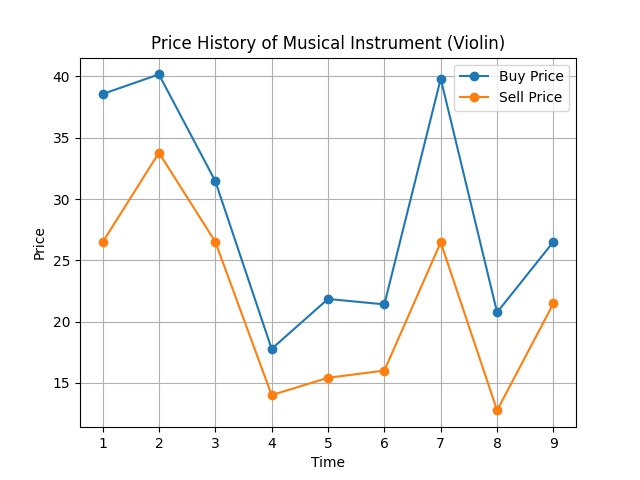 Price History of Musical Instrument (Violin)
Buy Price
Sell Price
40
35
30
25
20
15
Price
1 2 3 4 5 6 7 8 9
Time